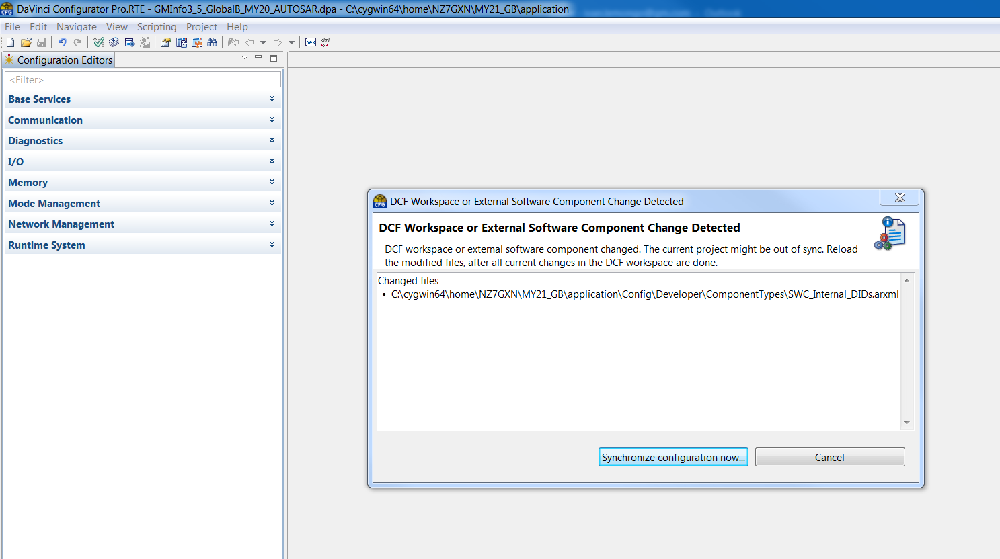 DaVinci Configurator Pro.RTE - GMInfo3_5_GlobalB_MY20_AUTOSAR.dpa - C:\cygwin64\home\NZ7GXN\MY21_GB\application
File Edit Navigate View Scripting Project Help
[hex]
Configuration Editors
<Filter>
Base Services
Communication
Diagnostics
I/O
Memory
Mode Management
Network Management
Runtime System
CFG DCF Workspace or External Software Component Change Detected
DCF Workspace or External Software Component Change Detected
DCF workspace or external software component changed. The current project might be out of sync. Reload
the modified files, after all current changes in the DCF workspace are done.
Changed files
• C:\cygwin64\home\NZ7GXN\MY21_GB\application\Config\Developer\ComponentTypes\SWC_Internal_DIDs.arxml
Synchronize configuration now... Cancel